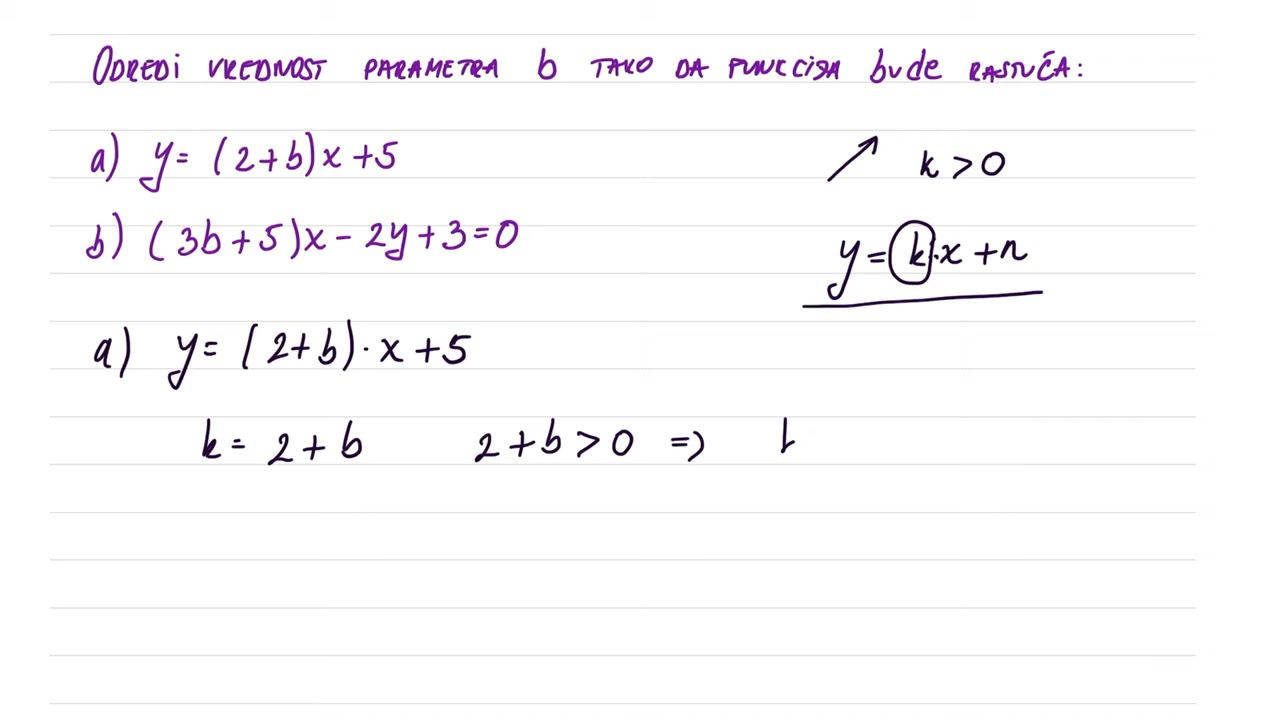 ODREDI VREDNOST PARAMETRA b TAKO DA FUNKCIJA bude RASTUĆA:
a) y = (2+b)x +5
k > 0
b) (3b+5)x - 2y + 3 = 0
y = k·x + n
a) y = (2+b)·x +5
k = 2+b 2+b > 0 =>